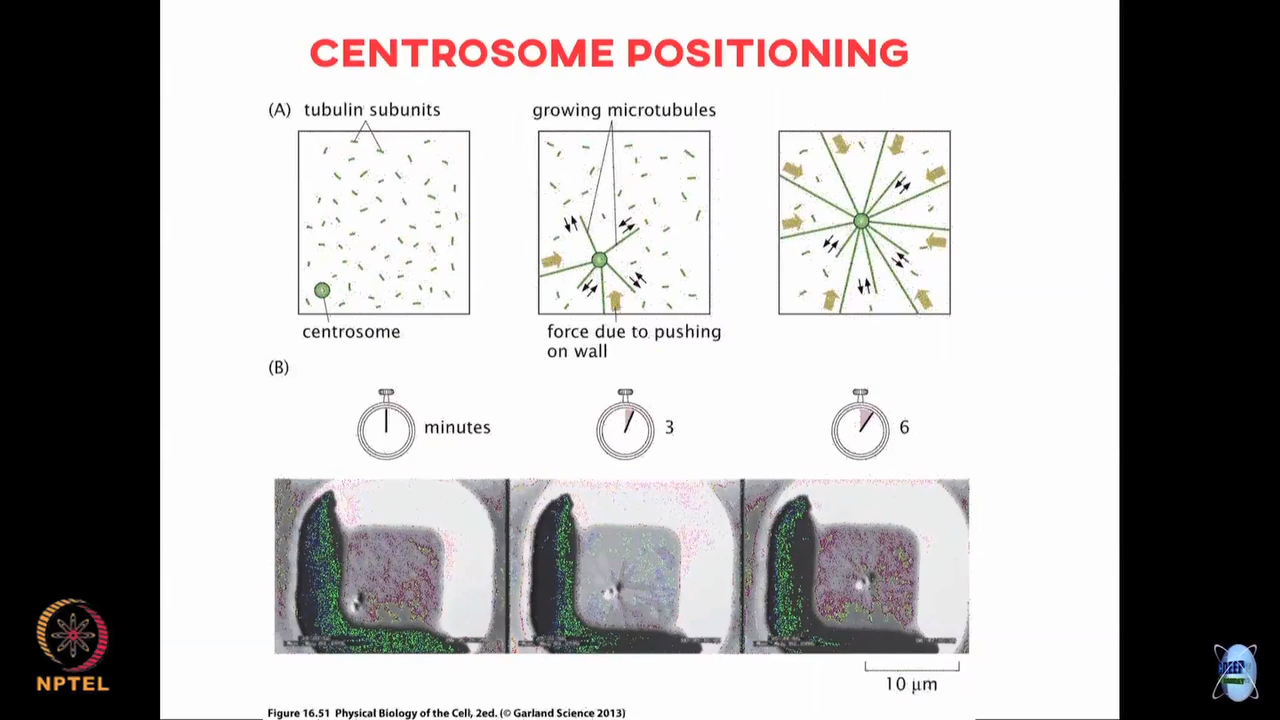 CENTROSOME POSITIONING
(A) tubulin subunits
growing microtubules
centrosome
force due to pushing
on wall
(B)
minutes
3
6
10 μm
NPTEL
Figure 16.51 Physical Biology of the Cell, 2ed. (© Garland Science 2013)